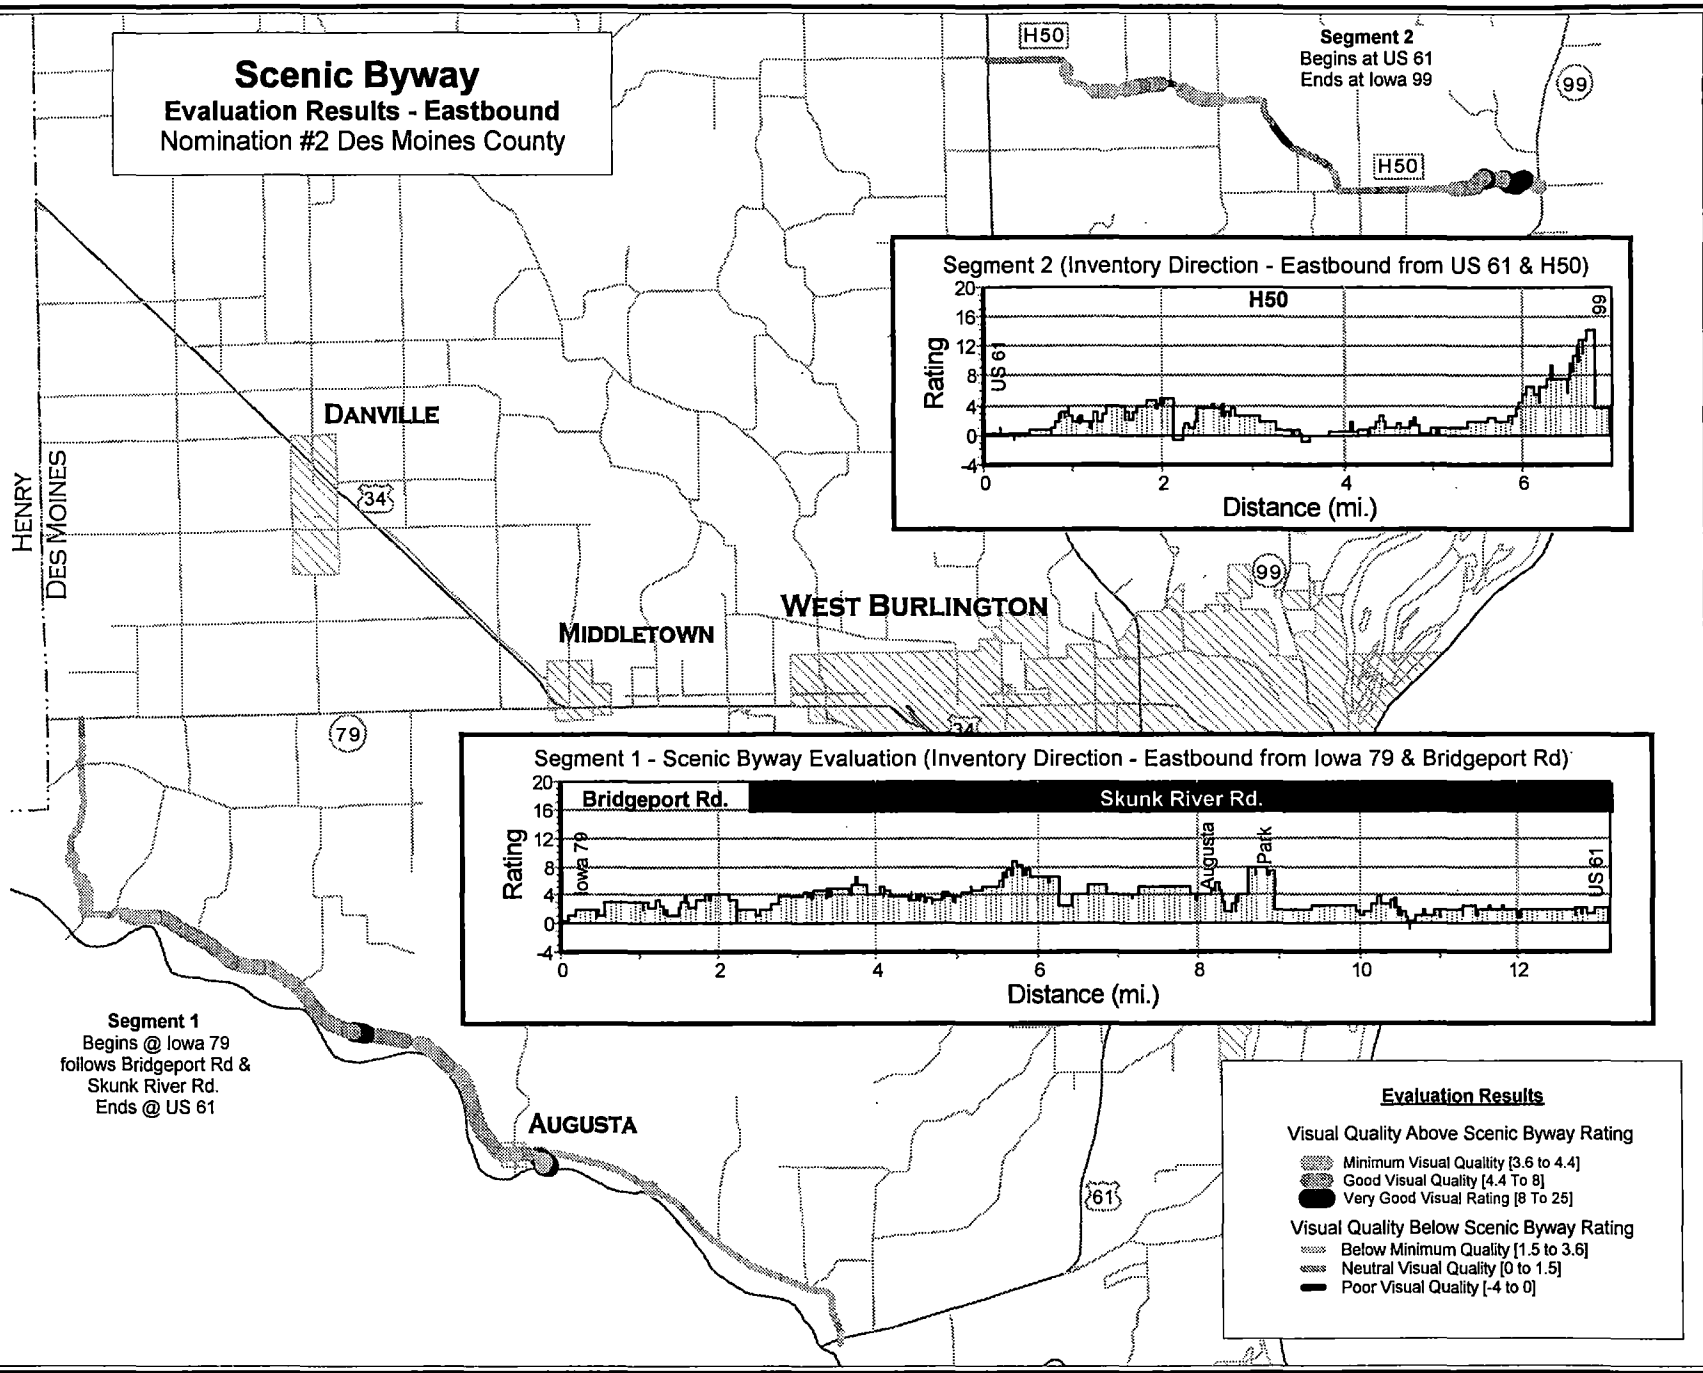 Scenic Byway
Evaluation Results - Eastbound
Nomination #2 Des Moines County
H50
Segment 2
Begins at US 61
Ends at Iowa 99
99
H50
Segment 2 (Inventory Direction - Eastbound from US 61 & H50)
H50
Rating
20
16
12
8
4
0
-4
US 61
99
0
2
4
6
Distance (mi.)
HENRY
DES MOINES
DANVILLE
34
99
WEST BURLINGTON
MIDDLETOWN
34
79
Segment 1 - Scenic Byway Evaluation (Inventory Direction - Eastbound from Iowa 79 & Bridgeport Rd)
Bridgeport Rd.
Skunk River Rd.
Rating
20
16
12
8
4
0
-4
Iowa 79
Augusta
Park
US 61
0
2
4
6
8
10
12
Distance (mi.)
Segment 1
Begins @ Iowa 79
follows Bridgeport Rd &
Skunk River Rd.
Ends @ US 61
AUGUSTA
61
Evaluation Results
Visual Quality Above Scenic Byway Rating
Minimum Visual Quallity [3.6 to 4.4]
Good Visual Quality [4.4 To 8]
Very Good Visual Rating [8 To 25]
Visual Quality Below Scenic Byway Rating
Below Minimum Quality [1.5 to 3.6]
Neutral Visual Quality [0 to 1.5]
Poor Visual Quality [-4 to 0]